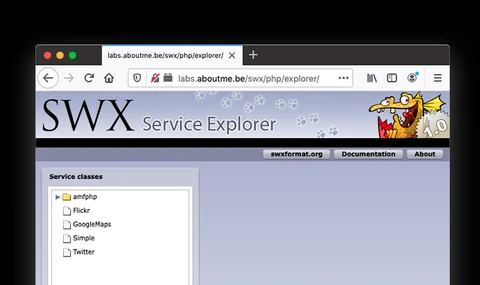 labs.aboutme.be/swx/php/explorer/
labs.aboutme.be/swx/php/explorer/
SWX Service Explorer
1.0
swxformat.org Documentation About
Service classes
amfphp
Flickr
GoogleMaps
Simple
Twitter